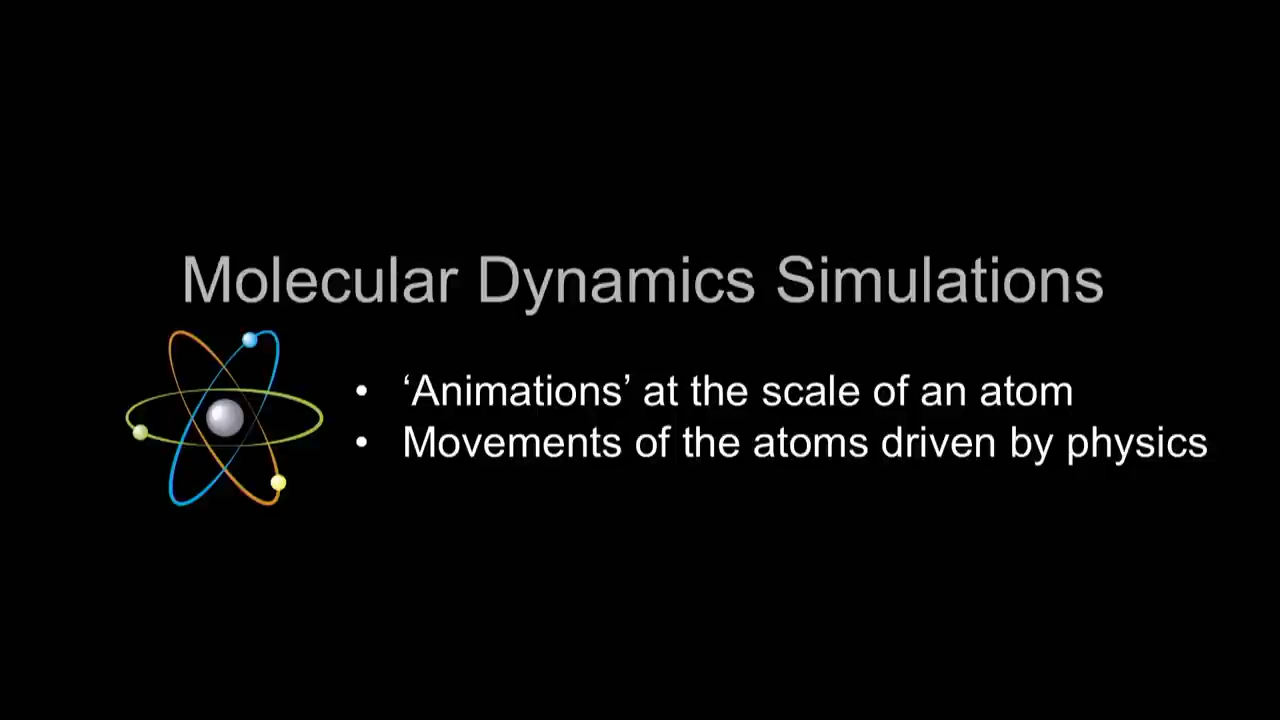 Molecular Dynamics Simulations
• ‘Animations’ at the scale of an atom
• Movements of the atoms driven by physics